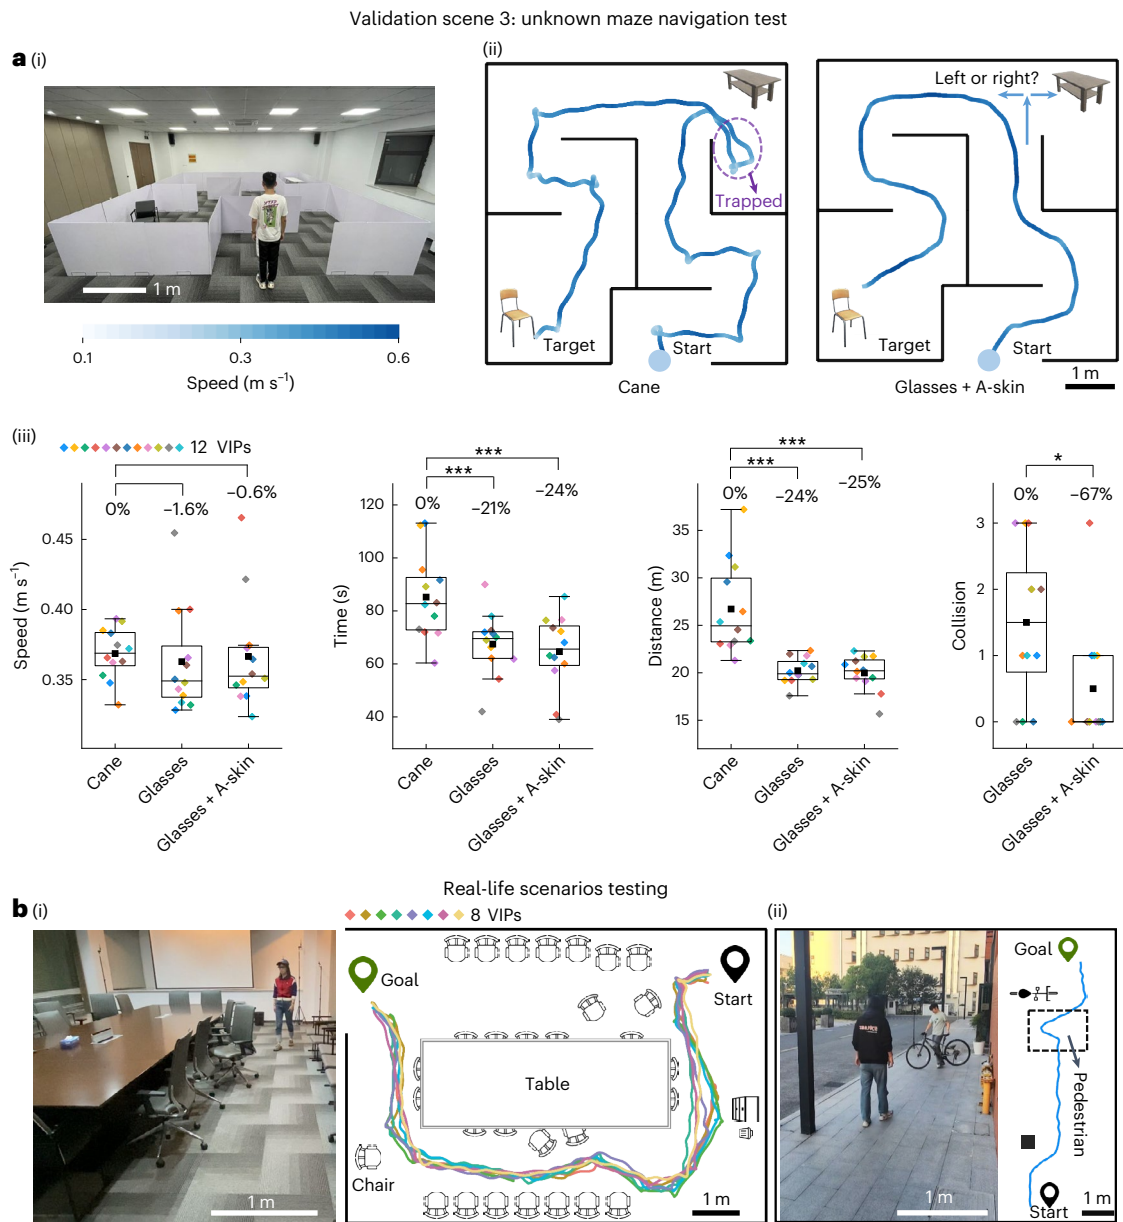 Validation scene 3: unknown maze navigation test
a (i)
1 m
0.1 0.3 0.6
Speed (m s⁻¹)
(ii)
Trapped
Target
Start
Cane
Left or right?
Target
Start
Glasses + A-skin
1 m
(iii)
12 VIPs
−0.6%
0% −1.6%
0.45
0.40
0.35
Speed (m s⁻¹)
Cane
Glasses
Glasses + A-skin
***
***
−24%
0% −21%
120
100
80
60
40
Time (s)
Cane
Glasses
Glasses + A-skin
***
***
0% −24% −25%
35
30
25
20
15
Distance (m)
Cane
Glasses
Glasses + A-skin
*
0% −67%
3
2
1
0
Collision
Glasses
Glasses + A-skin
Real-life scenarios testing
b (i)
8 VIPs
1 m
Goal
Start
Table
Chair
1 m
(ii)
1 m
Goal
Pedestrian
Start
1 m